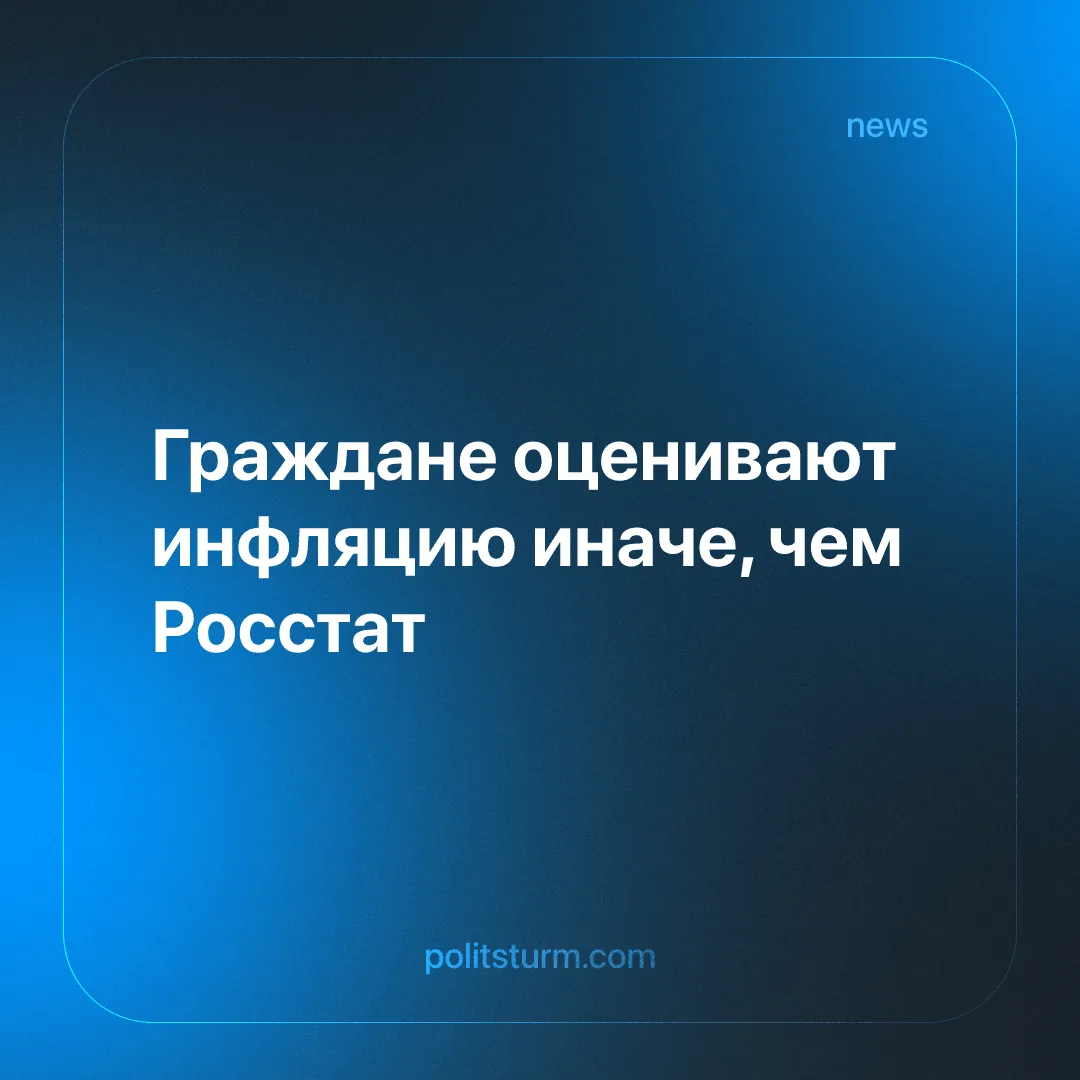 news
Граждане оценивают
инфляцию иначе, чем
Росстат
politsturm.com